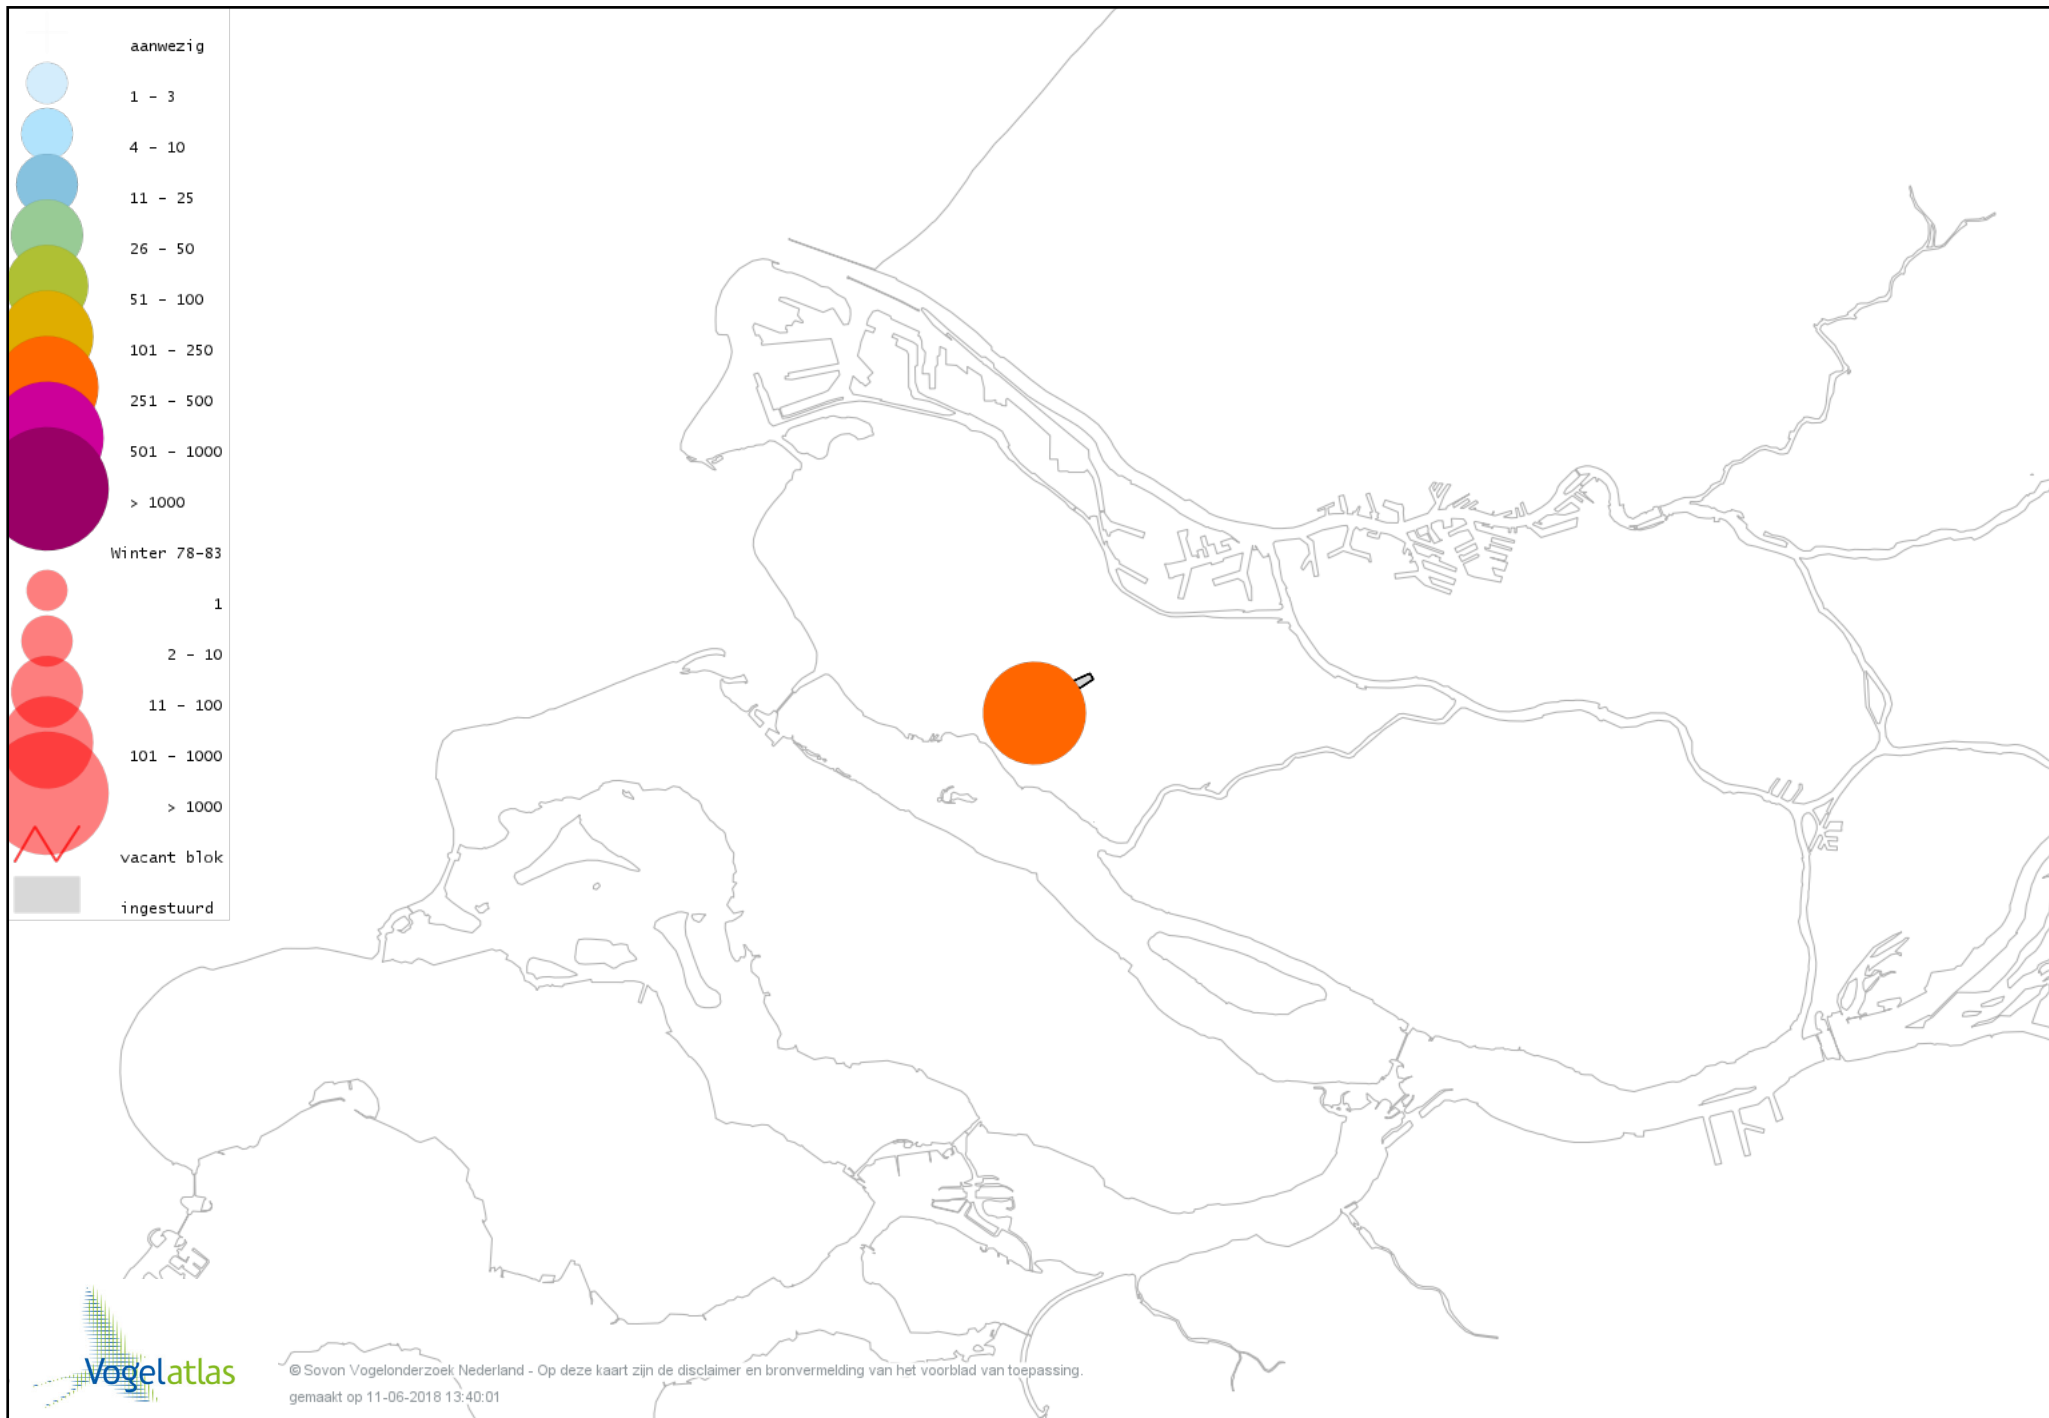 aanwezig
1 - 3
4 - 10
11 - 25
26 - 50
51 - 100
101 - 250
251 - 500
501 - 1000
> 1000
Winter 78-83
1
2 - 10
11 - 100
101 - 1000
> 1000
vacant blok
ingestuurd
Vogelatlas
© Sovon Vogelonderzoek Nederland - Op deze kaart zijn de disclaimer en bronvermelding van het voorblad van toepassing.
gemaakt op 11-06-2018 13:40:01